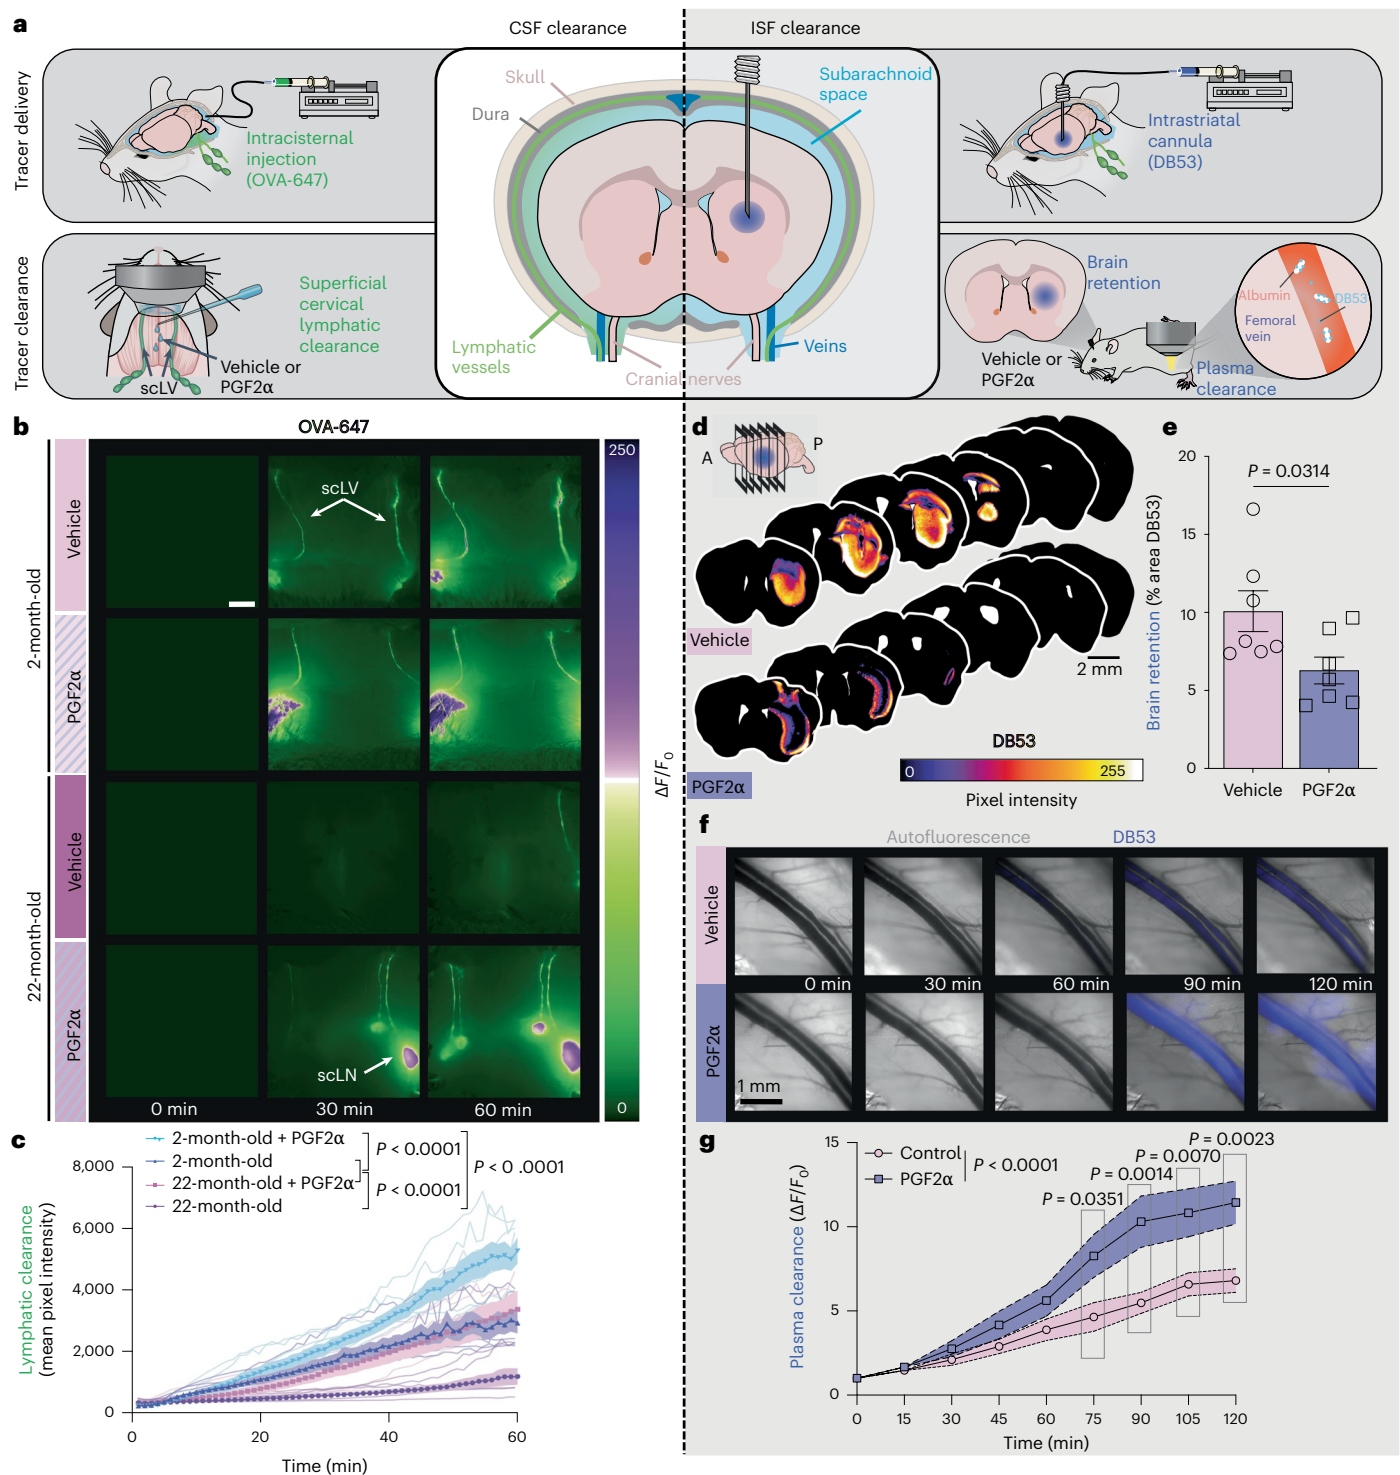 a
CSF clearance
ISF clearance
Tracer delivery
Intracisternal
injection
(OVA-647)
Skull
Dura
Subarachnoid
space
Intrastriatal
cannula
(DB53)
Tracer clearance
Superficial
cervical
lymphatic
clearance
scLV
Vehicle or
PGF2α
Lymphatic
vessels
Cranial nerves
Veins
Brain
retention
Vehicle or
PGF2α
Albumin
DB53
Femoral
vein
Plasma
clearance
b
OVA-647
2-month-old
22-month-old
Vehicle
PGF2α
Vehicle
PGF2α
scLV
scLN
0 min
30 min
60 min
250
0
ΔF/F0
c
2-month-old + PGF2α
2-month-old
22-month-old + PGF2α
22-month-old
P < 0.0001
P < 0.0001
P < 0 .0001
Lymphatic clearance
(mean pixel intensity)
8,000
6,000
4,000
2,000
0
0
20
40
60
Time (min)
d
A
P
Vehicle
2 mm
PGF2α
DB53
0
255
Pixel intensity
e
P = 0.0314
Brain retention (% area DB53)
20
15
10
5
0
Vehicle
PGF2α
f
Autofluorescence
DB53
Vehicle
0 min
30 min
60 min
90 min
120 min
PGF2α
1 mm
g
Control
PGF2α
P < 0.0001
P = 0.0351
P = 0.0014
P = 0.0070
P = 0.0023
Plasma clearance (ΔF/F0)
15
10
5
0
0
15
30
45
60
75
90
105
120
Time (min)